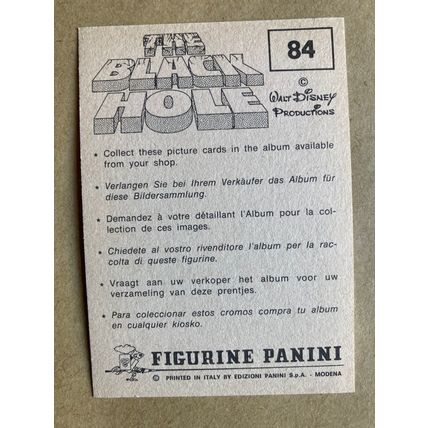 THE
BLACK
HOLE
84
©
WALT DISNEY
PRODUCTIONS
• Collect these picture cards in the album available
from your shop.
• Verlangen Sie bei Ihrem Verkäufer das Album für
diese Bildersammlung.
• Demandez à votre détaillant l'Album pour la col-
lection de ces images.
• Chiedete al vostro rivenditore l'album per la rac-
colta di queste figurine.
• Vraagt aan uw verkoper het album voor uw
verzameling van deze prentjes.
• Para coleccionar estos cromos compra tu album
en cualquier kiosko.
FIGURINE PANINI
© PRINTED IN ITALY BY EDIZIONI PANINI S.p.A. - MODENA